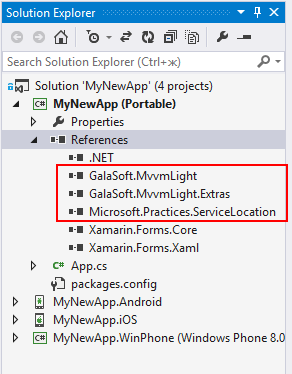 Solution Explorer
Search Solution Explorer (Ctrl+ж)
Solution 'MyNewApp' (4 projects)
C# MyNewApp (Portable)
Properties
References
.NET
GalaSoft.MvvmLight
GalaSoft.MvvmLight.Extras
Microsoft.Practices.ServiceLocation
Xamarin.Forms.Core
Xamarin.Forms.Xaml
C# App.cs
packages.config
MyNewApp.Android
MyNewApp.iOS
MyNewApp.WinPhone (Windows Phone 8.0